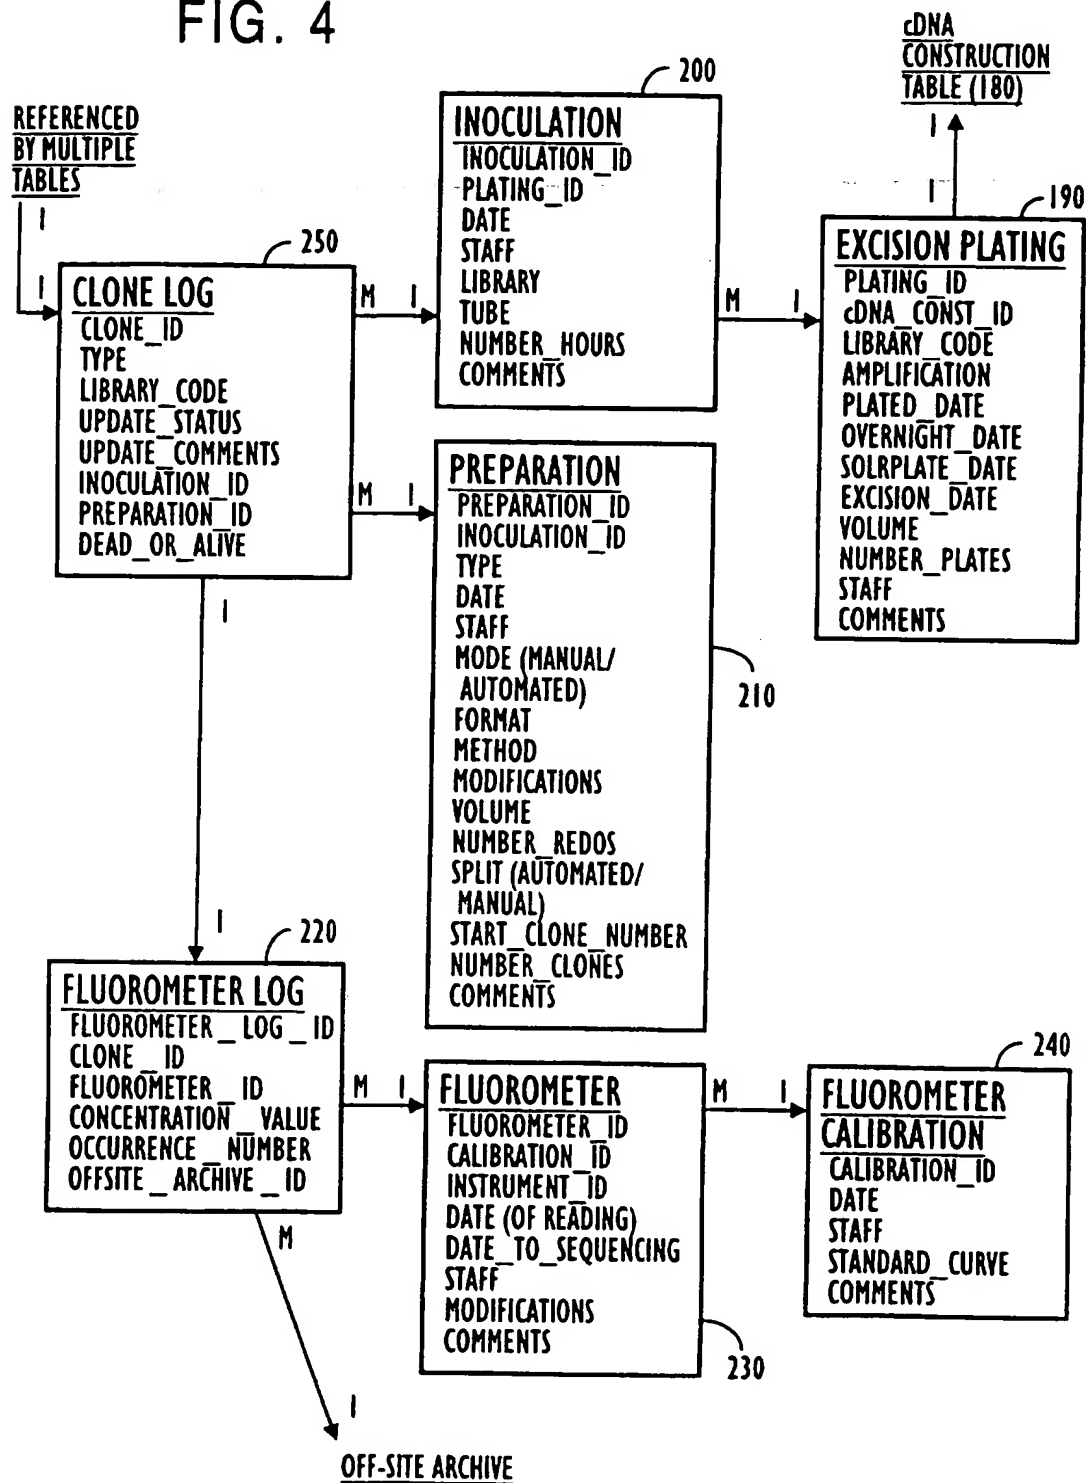 FIG. 4
REFERENCED
BY MULTIPLE
TABLES
1
1
250
CLONE LOG
CLONE_ID
TYPE
LIBRARY_CODE
UPDATE_STATUS
UPDATE_COMMENTS
INOCULATION_ID
PREPARATION_ID
DEAD_OR_ALIVE
M 1
M 1
1
1
200
INOCULATION
INOCULATION_ID
PLATING_ID
DATE
STAFF
LIBRARY
TUBE
NUMBER_HOURS
COMMENTS
M 1
cDNA
CONSTRUCTION
TABLE (180)
1
1
190
EXCISION PLATING
PLATING_ID
cDNA_CONST_ID
LIBRARY_CODE
AMPLIFICATION
PLATED_DATE
OVERNIGHT_DATE
SOLRPLATE_DATE
EXCISION_DATE
VOLUME
NUMBER_PLATES
STAFF
COMMENTS
PREPARATION
PREPARATION_ID
INOCULATION_ID
TYPE
DATE
STAFF
MODE (MANUAL/
AUTOMATED)
FORMAT
METHOD
MODIFICATIONS
VOLUME
NUMBER_REDOS
SPLIT (AUTOMATED/
MANUAL)
START_CLONE_NUMBER
NUMBER_CLONES
COMMENTS
210
220
FLUOROMETER LOG
FLUOROMETER_LOG_ID
CLONE_ID
FLUOROMETER_ID
CONCENTRATION_VALUE
OCCURRENCE_NUMBER
OFFSITE_ARCHIVE_ID
M 1
FLUOROMETER
FLUOROMETER_ID
CALIBRATION_ID
INSTRUMENT_ID
DATE (OF READING)
DATE_TO_SEQUENCING
STAFF
MODIFICATIONS
COMMENTS
230
M 1
240
FLUOROMETER
CALIBRATION
CALIBRATION_ID
DATE
STAFF
STANDARD_CURVE
COMMENTS
M
1
OFF-SITE ARCHIVE